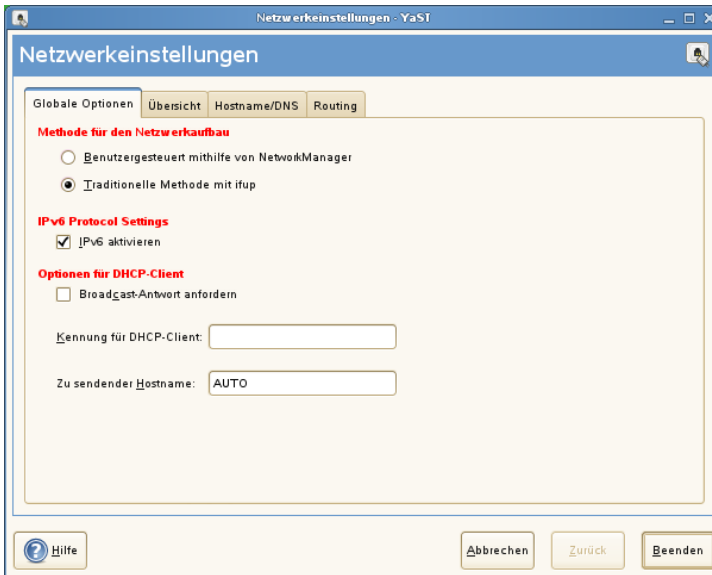 Netzwerkeinstellungen - YaST
Netzwerkeinstellungen
Globale Optionen Übersicht Hostname/DNS Routing
Methode für den Netzwerkaufbau
Benutzergesteuert mithilfe von NetworkManager
Traditionelle Methode mit ifup
IPv6 Protocol Settings
IPv6 aktivieren
Optionen für DHCP-Client
Broadcast-Antwort anfordern
Kennung für DHCP-Client:
Zu sendender Hostname: AUTO
Hilfe Abbrechen Zurück Beenden